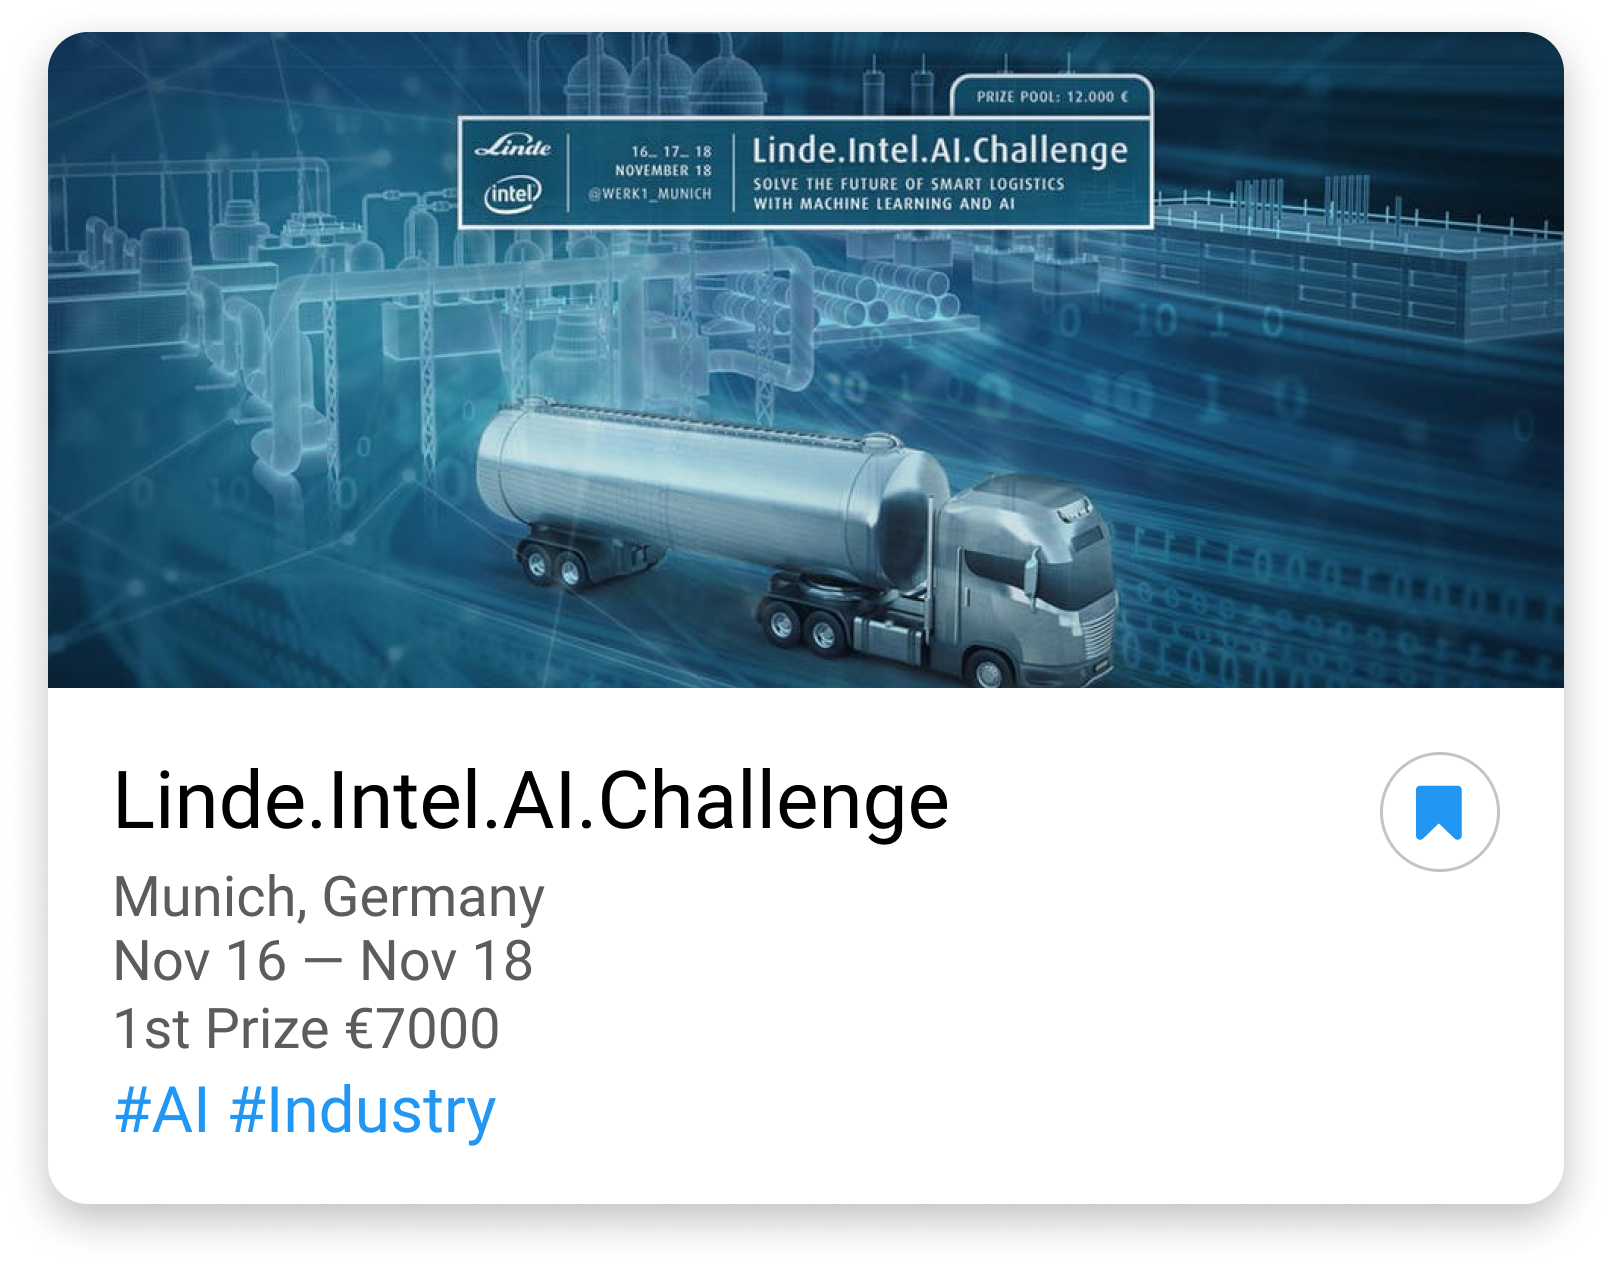 PRIZE POOL: 12.000 €
Linde
intel
16_ 17_ 18
NOVEMBER 18
@WERK1_MUNICH
Linde.Intel.AI.Challenge
SOLVE THE FUTURE OF SMART LOGISTICS
WITH MACHINE LEARNING AND AI
Linde.Intel.AI.Challenge
Munich, Germany
Nov 16 — Nov 18
1st Prize €7000
#AI #Industry